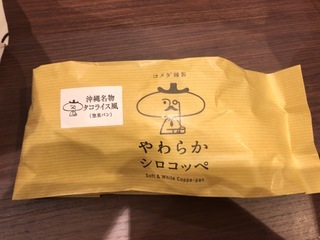 沖縄名物
タコライス風
(惣菜パン)
コメダ謹製
やわらか
シロコッペ
Soft & White Coppe-pan